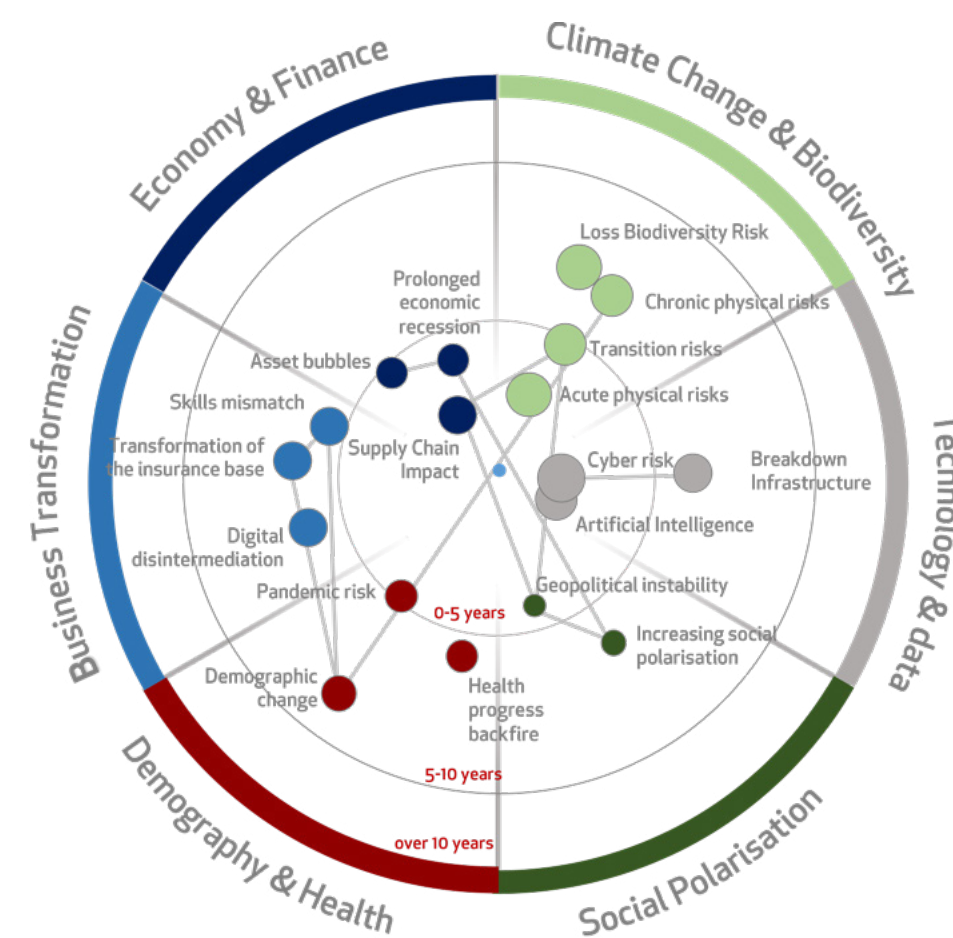 Economy & Finance
Climate Change & Biodiversity
Loss Biodiversity Risk
Prolonged
economic
recession
Chronic physical risks
Transition risks
Asset bubbles
Acute physical risks
Skills mismatch
Supply Chain
Impact
Transformation of
the insurance base
Cyber risk
Breakdown
Infrastructure
Artificial Intelligence
Digital
disintermediation
Business Transformation
Technology & data
Pandemic risk
Geopolitical instability
0-5 years
Increasing social
polarisation
Demographic
change
Health
progress
backfire
5-10 years
over 10 years
Demography & Health
Social Polarisation